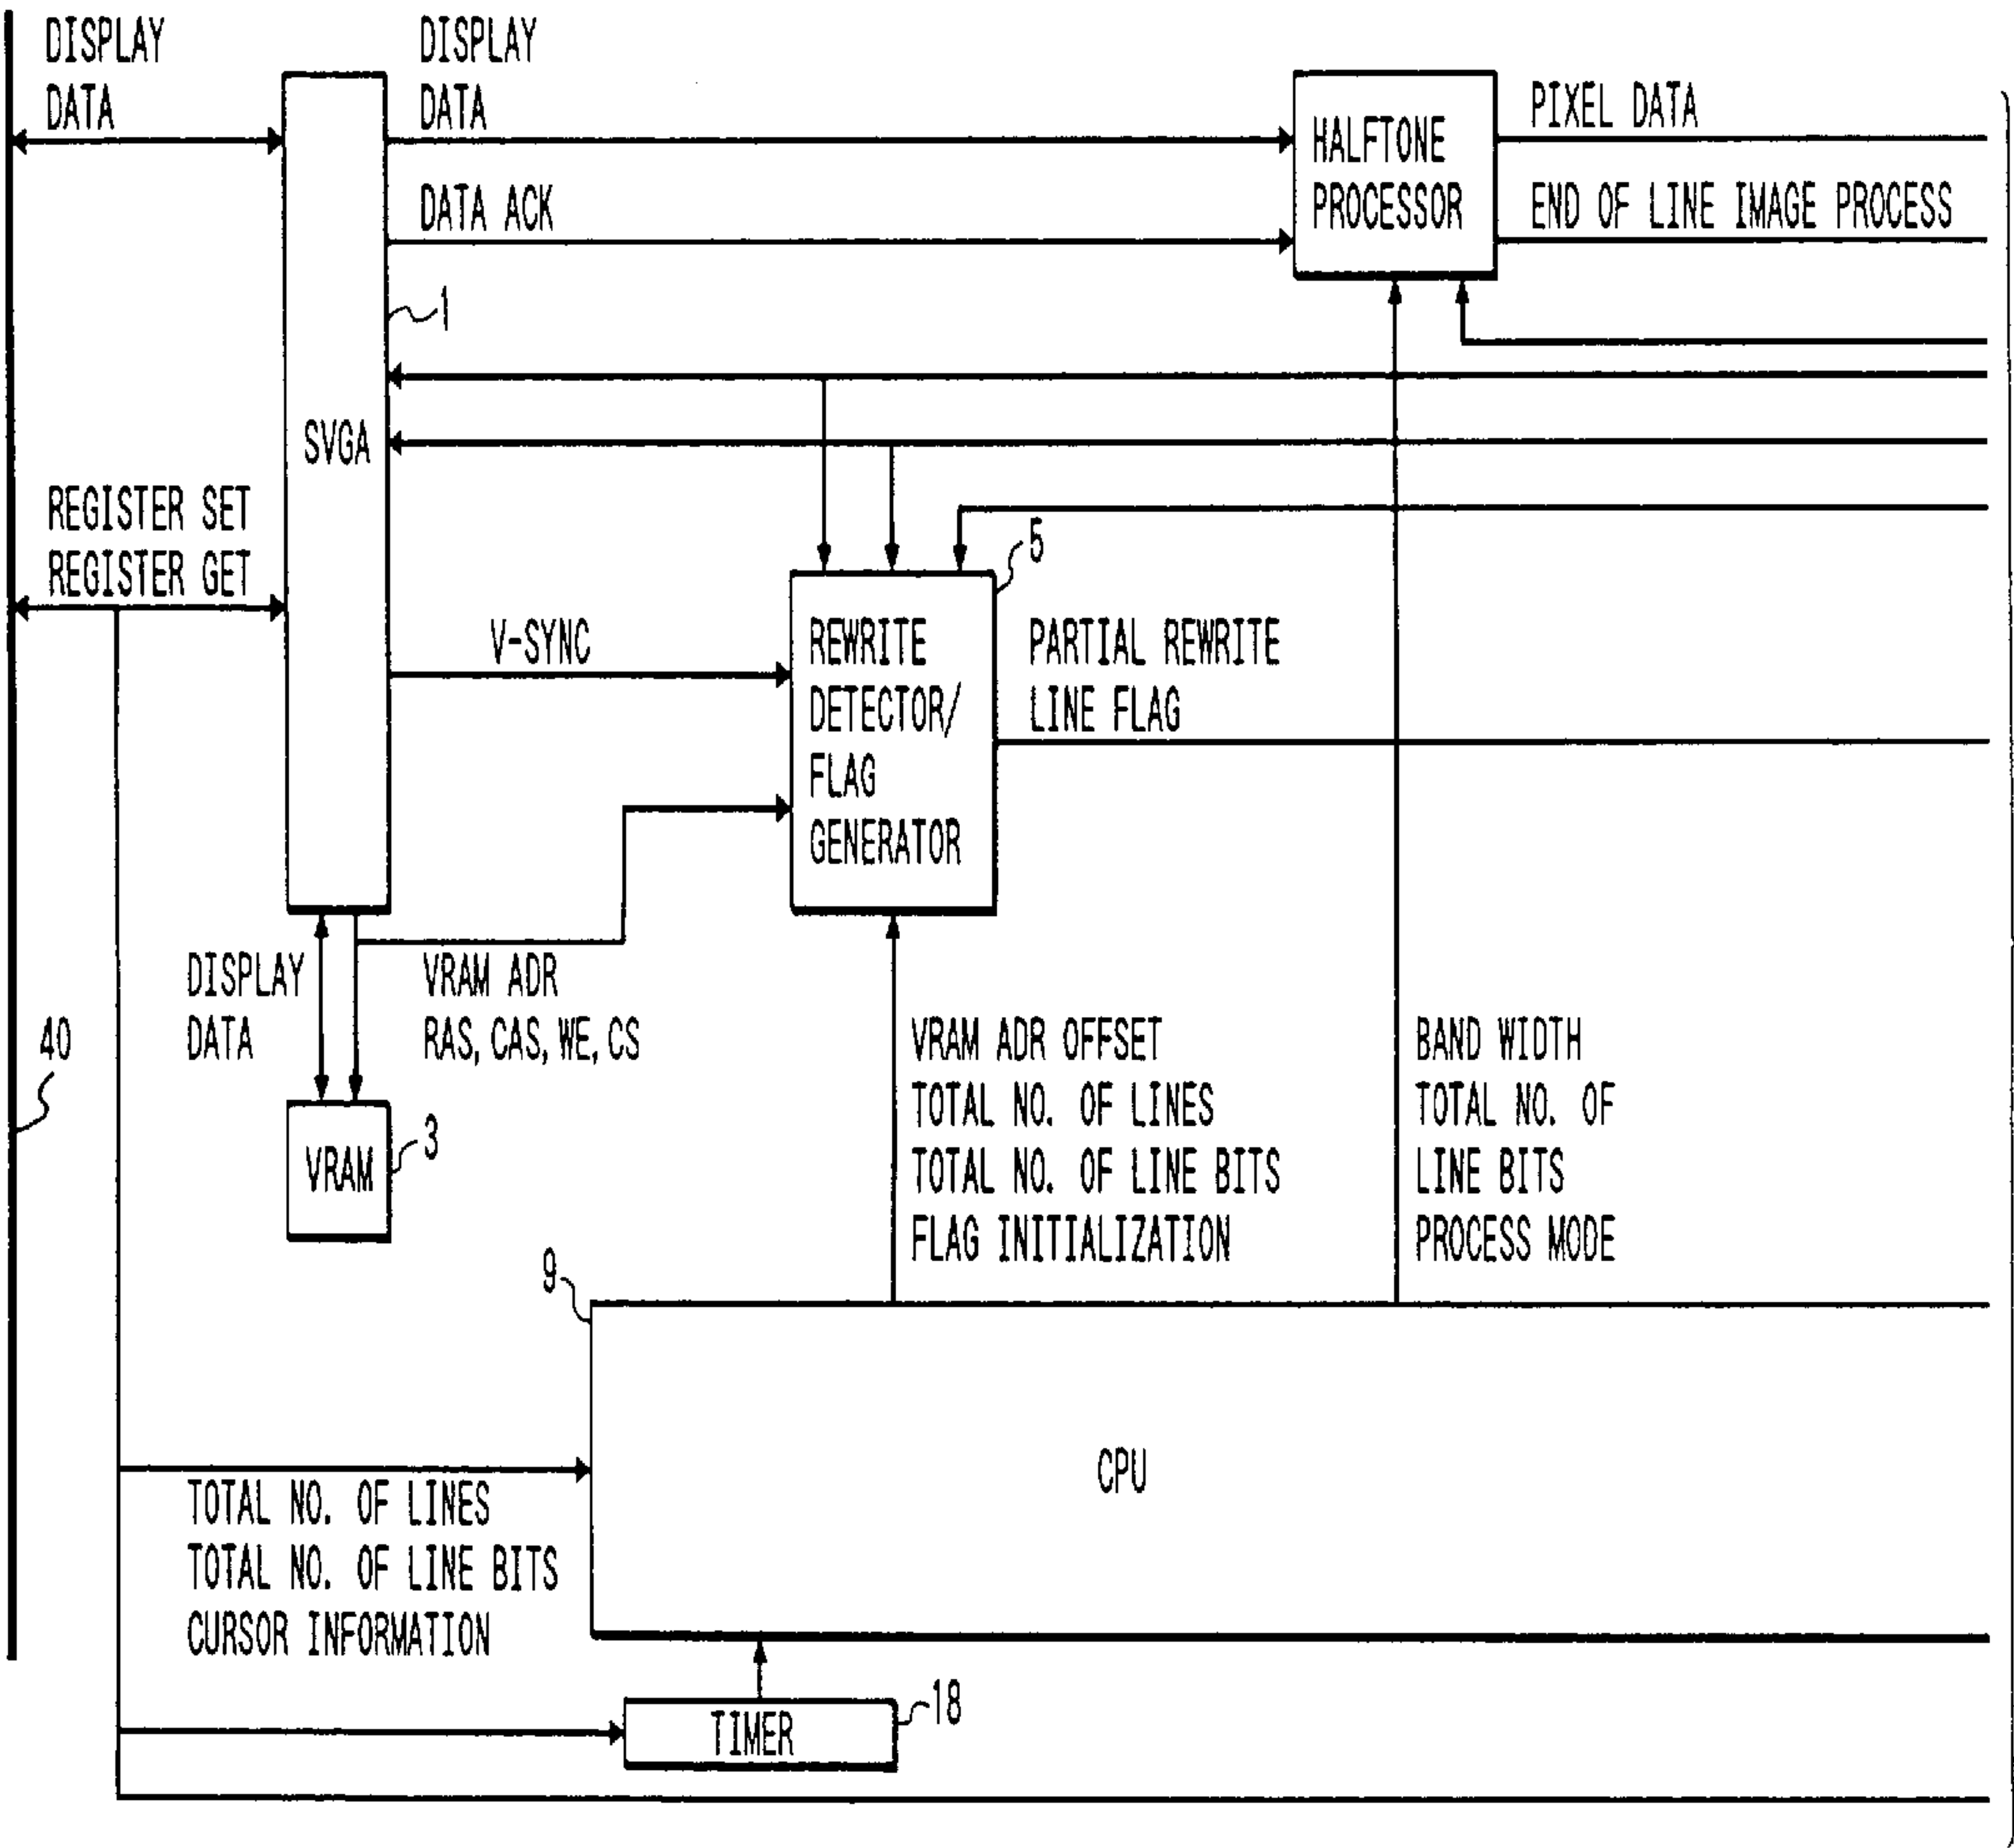 DISPLAY
DATA
DISPLAY
DATA
DATA ACK
HALFTONE
PROCESSOR
PIXEL DATA
END OF LINE IMAGE PROCESS
1
SVGA
REGISTER SET
REGISTER GET
V-SYNC
5
REWRITE
DETECTOR/
FLAG
GENERATOR
PARTIAL REWRITE
LINE FLAG
DISPLAY
DATA
VRAM ADR
RAS, CAS, WE, CS
40
VRAM
3
VRAM ADR OFFSET
TOTAL NO. OF LINES
TOTAL NO. OF LINE BITS
FLAG INITIALIZATION
BAND WIDTH
TOTAL NO. OF
LINE BITS
PROCESS MODE
9
CPU
TOTAL NO. OF LINES
TOTAL NO. OF LINE BITS
CURSOR INFORMATION
TIMER
18